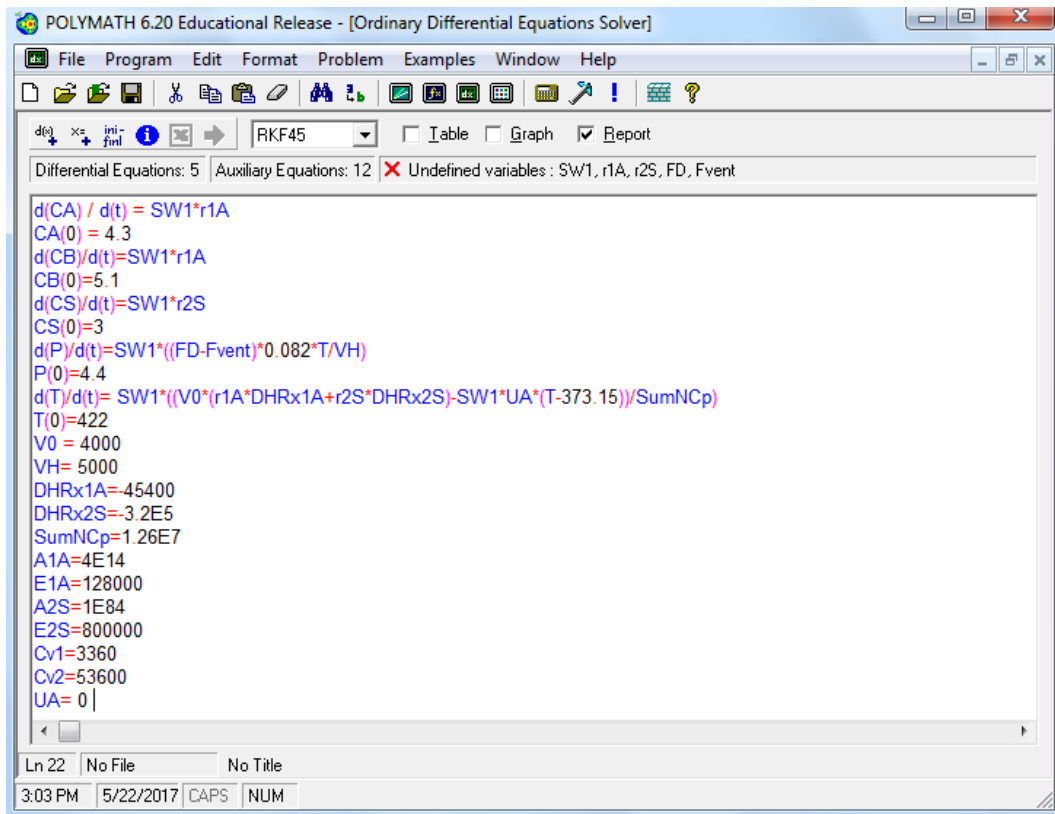 POLYMATH 6.20 Educational Release - [Ordinary Differential Equations Solver]
File Program Edit Format Problem Examples Window Help
d(x) x= ini- finl RKF45 Table Graph Report
Differential Equations: 5 Auxiliary Equations: 12 Undefined variables : SW1, r1A, r2S, FD, Fvent
d(CA) / d(t) = SW1*r1A
CA(0) = 4.3
d(CB)/d(t)=SW1*r1A
CB(0)=5.1
d(CS)/d(t)=SW1*r2S
CS(0)=3
d(P)/d(t)=SW1*((FD-Fvent)*0.082*T/VH)
P(0)=4.4
d(T)/d(t)= SW1*((V0*(r1A*DHRx1A+r2S*DHRx2S)-SW1*UA*(T-373.15))/SumNCp)
T(0)=422
V0 = 4000
VH= 5000
DHRx1A=-45400
DHRx2S=-3.2E5
SumNCp=1.26E7
A1A=4E14
E1A=128000
A2S=1E84
E2S=800000
Cv1=3360
Cv2=53600
UA= 0
Ln 22 No File No Title
3:03 PM 5/22/2017 CAPS NUM